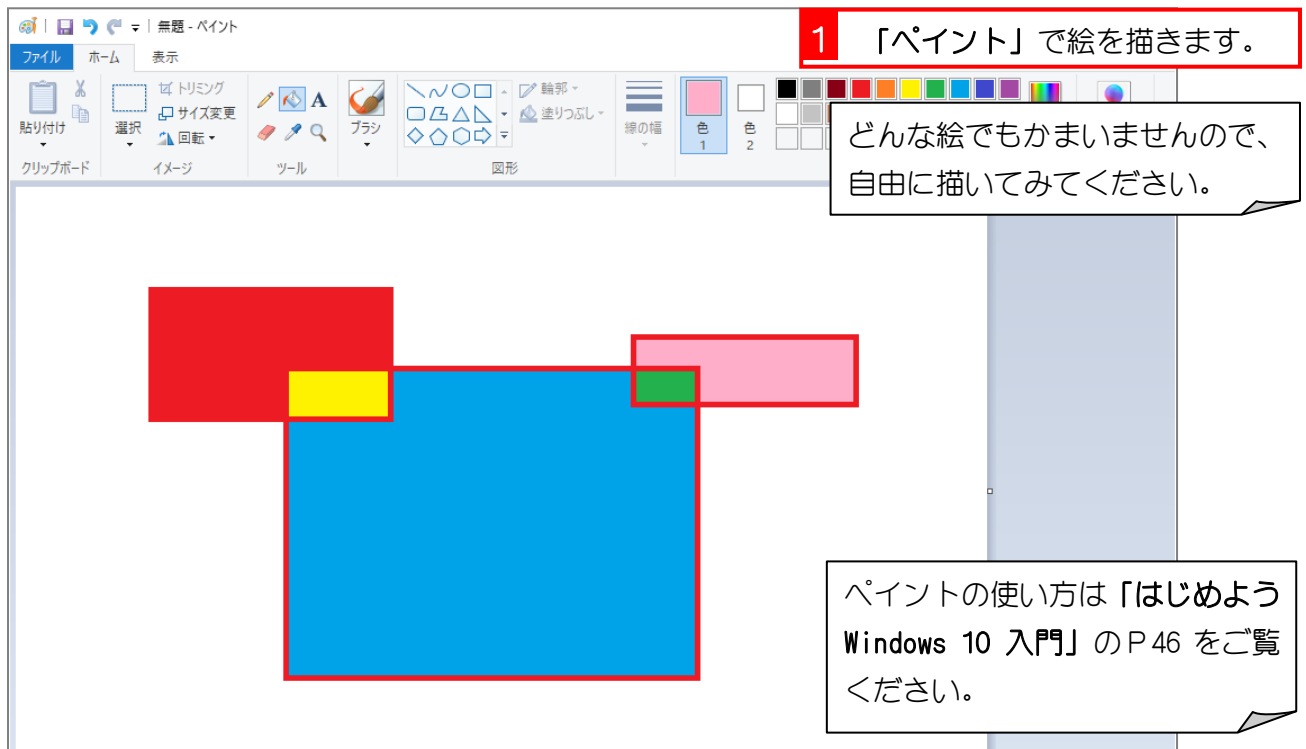 無題 - ペイント
1 「ペイント」で絵を描きます。
ファイル ホーム 表示
貼り付け
選択
トリミング
サイズ変更
回転
A
ブラシ
輪郭
塗りつぶし
線の幅
色
1
色
2
クリップボード イメージ ツール 図形
どんな絵でもかまいませんので、
自由に描いてみてください。
ペイントの使い方は「はじめよう
Windows 10 入門」のP46 をご覧
ください。